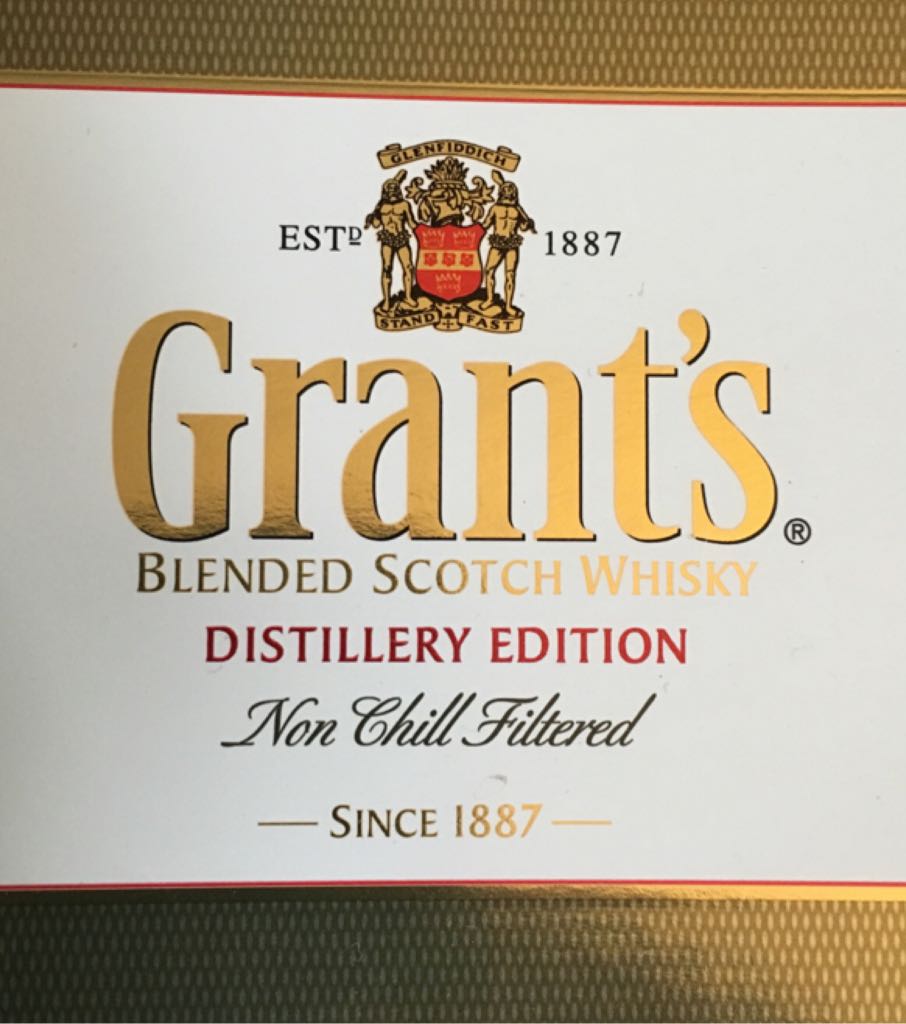 GLENFIDDICH
ESTD 1887
STAND FAST
Grant's®
BLENDED SCOTCH WHISKY
DISTILLERY EDITION
Non Chill Filtered
— SINCE 1887 —